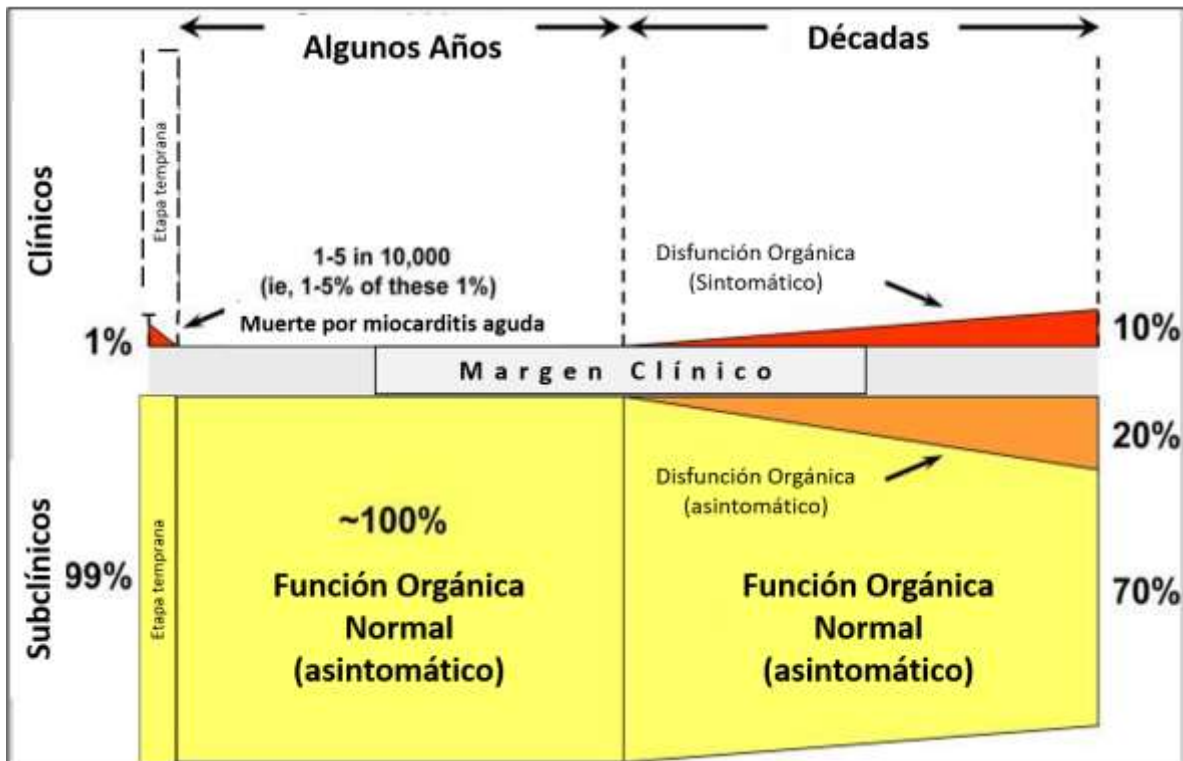 Algunos Años
Décadas
Clínicos
Etapa temprana
1-5 in 10,000
(ie, 1-5% of these 1%)
Muerte por miocarditis aguda
Disfunción Orgánica
(Sintomático)
1%
10%
Margen Clínico
20%
Disfunción Orgánica
(asintomático)
Subclínicos
99%
Etapa temprana
~100%
Función Orgánica
Normal
(asintomático)
Función Orgánica
Normal
(asintomático)
70%